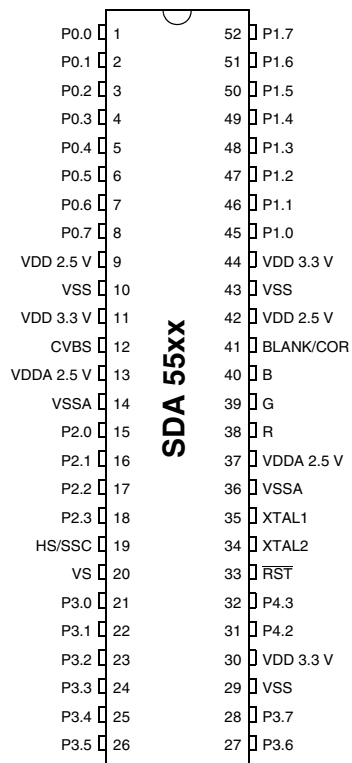 P0.0 1 52 P1.7
P0.1 2 51 P1.6
P0.2 3 50 P1.5
P0.3 4 49 P1.4
P0.4 5 48 P1.3
P0.5 6 47 P1.2
P0.6 7 46 P1.1
P0.7 8 45 P1.0
VDD 2.5 V 9 44 VDD 3.3 V
VSS 10 43 VSS
VDD 3.3 V 11 42 VDD 2.5 V
CVBS 12 41 BLANK/COR
VDDA 2.5 V 13 40 B
VSSA 14 39 G
P2.0 15 38 R
P2.1 16 37 VDDA 2.5 V
P2.2 17 36 VSSA
P2.3 18 35 XTAL1
HS/SSC 19 34 XTAL2
VS 20 33 RST
P3.0 21 32 P4.3
P3.1 22 31 P4.2
P3.2 23 30 VDD 3.3 V
P3.3 24 29 VSS
P3.4 25 28 P3.7
P3.5 26 27 P3.6
SDA 55xx